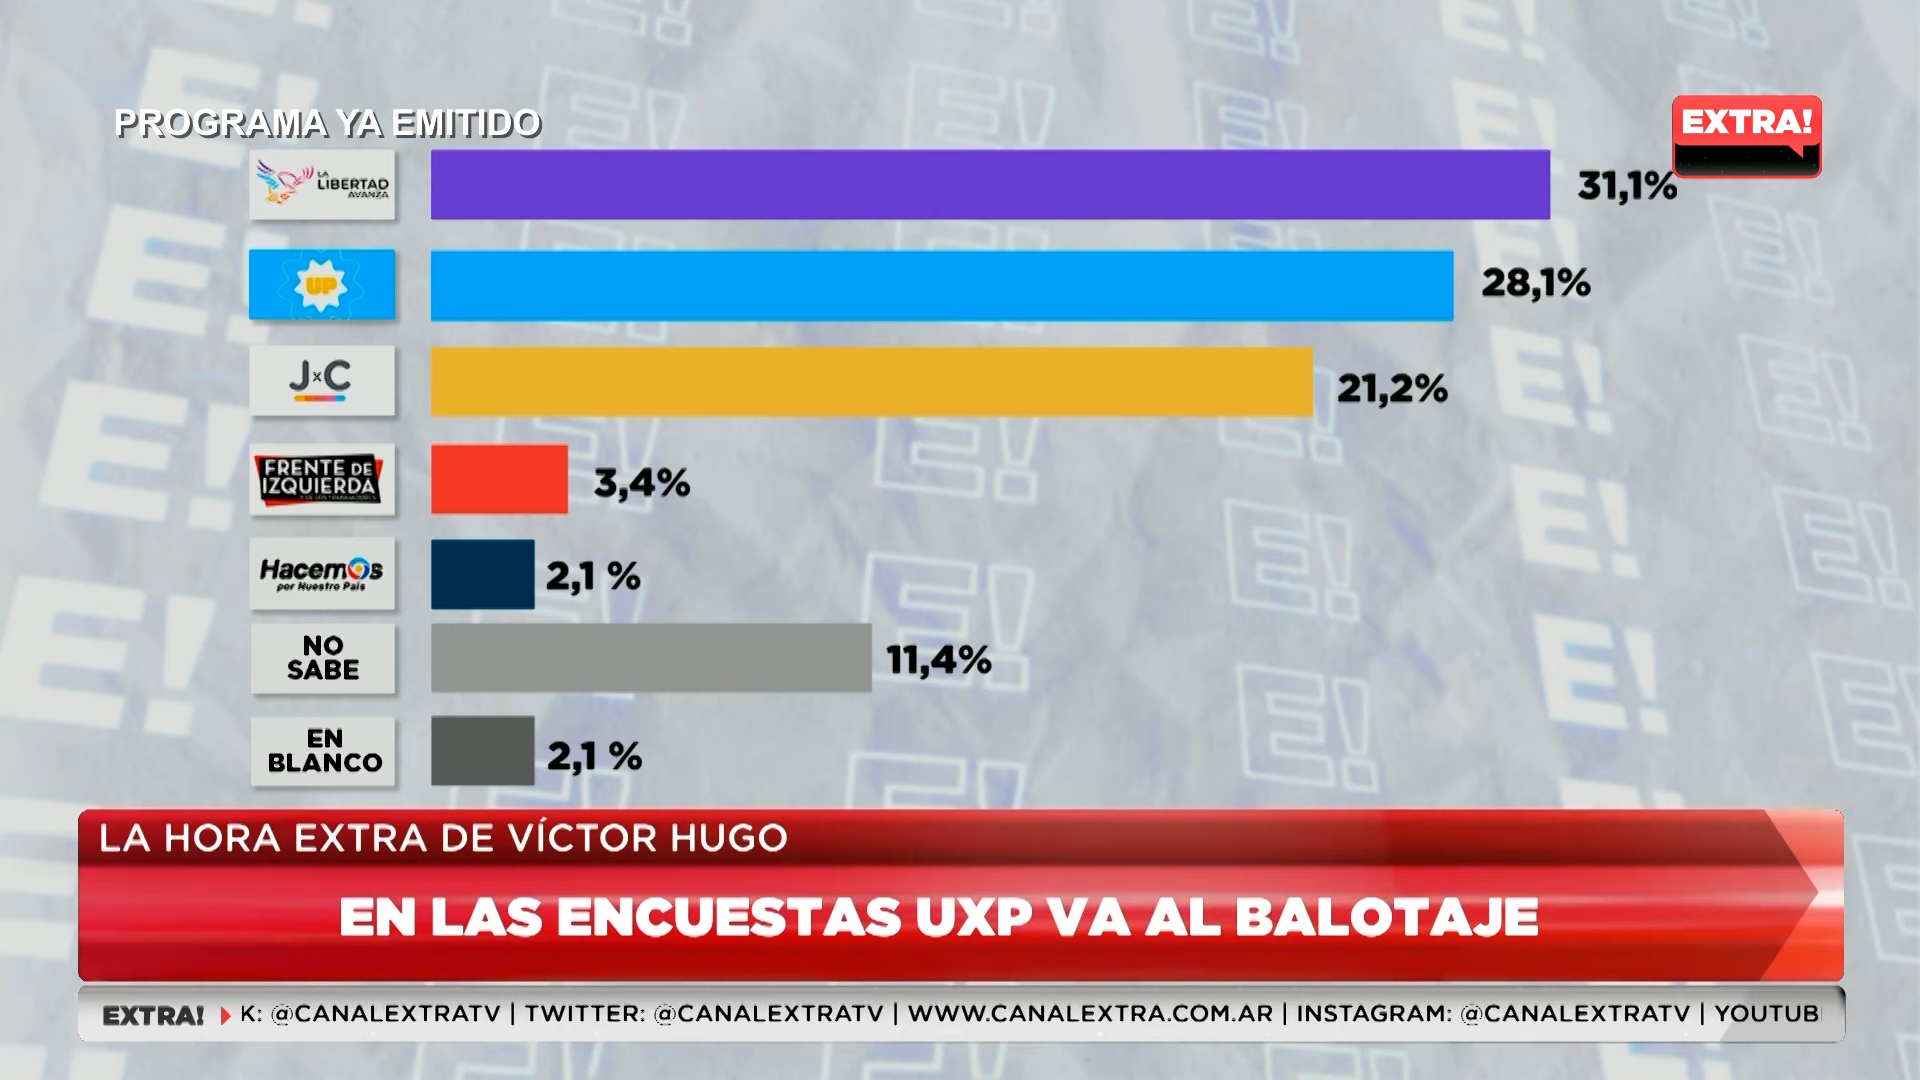 PROGRAMA YA EMITIDO
EXTRA!
LA
LIBERTAD
AVANZA
31,1%
UP
28,1%
JxC
21,2%
FRENTE DE
IZQUIERDA
Y DE LOS TRABAJADORES
3,4%
Hacemos
por Nuestro País
2,1 %
NO
SABE
11,4%
EN
BLANCO
2,1 %
LA HORA EXTRA DE VÍCTOR HUGO
EN LAS ENCUESTAS UXP VA AL BALOTAJE
EXTRA! K: @CANALEXTRATV | TWITTER: @CANALEXTRATV | WWW.CANALEXTRA.COM.AR | INSTAGRAM: @CANALEXTRATV | YOUTUB